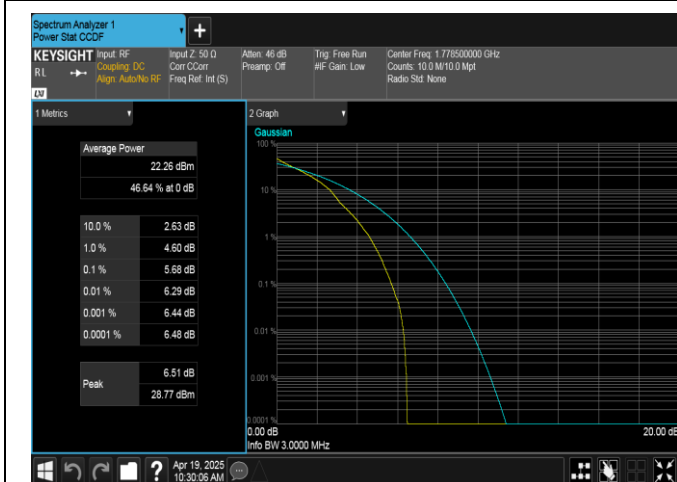 Spectrum Analyzer 1
Power Stat CCDF
+
KEYSIGHT
RL
LXI
Input: RF
Coupling: DC
Align: Auto/No RF
Input Z: 50 Ω
Corr CCorr
Freq Ref: Int (S)
Atten: 46 dB
Preamp: Off
Trig: Free Run
#IF Gain: Low
Center Freq: 1.778500000 GHz
Counts: 10.0 M/10.0 Mpt
Radio Std: None
1 Metrics
Average Power
22.26 dBm
46.64 % at 0 dB
10.0 % 2.63 dB
1.0 % 4.60 dB
0.1 % 5.68 dB
0.01 % 6.29 dB
0.001 % 6.44 dB
0.0001 % 6.48 dB
Peak
6.51 dB
28.77 dBm
2 Graph
Gaussian
100 %
10 %
1 %
0.1 %
0.01 %
0.001 %
0.0001 %
0.00 dB
20.00 dB
Info BW 3.0000 MHz
?
Apr 19, 2025
10:30:06 AM